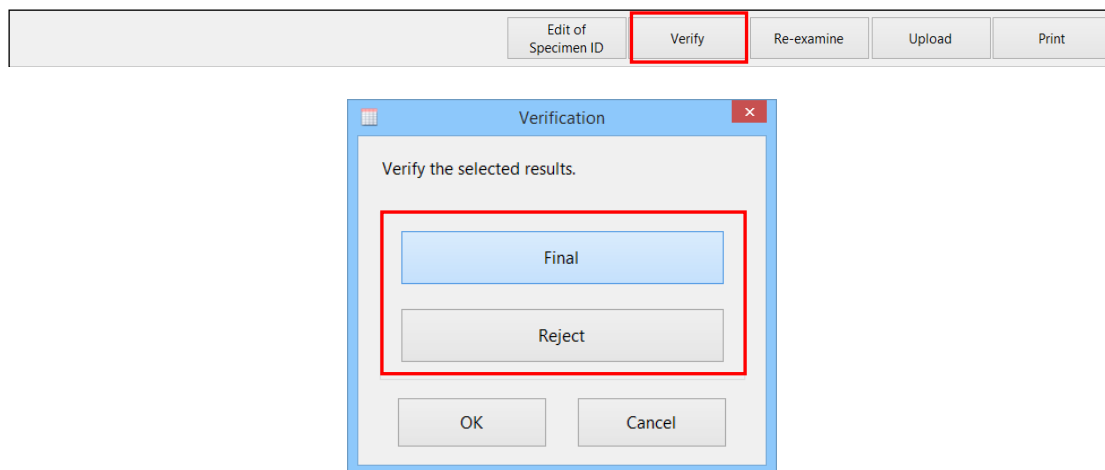 Edit of
Specimen ID
Verify
Re-examine
Upload
Print
Verification
Verify the selected results.
Final
Reject
OK
Cancel